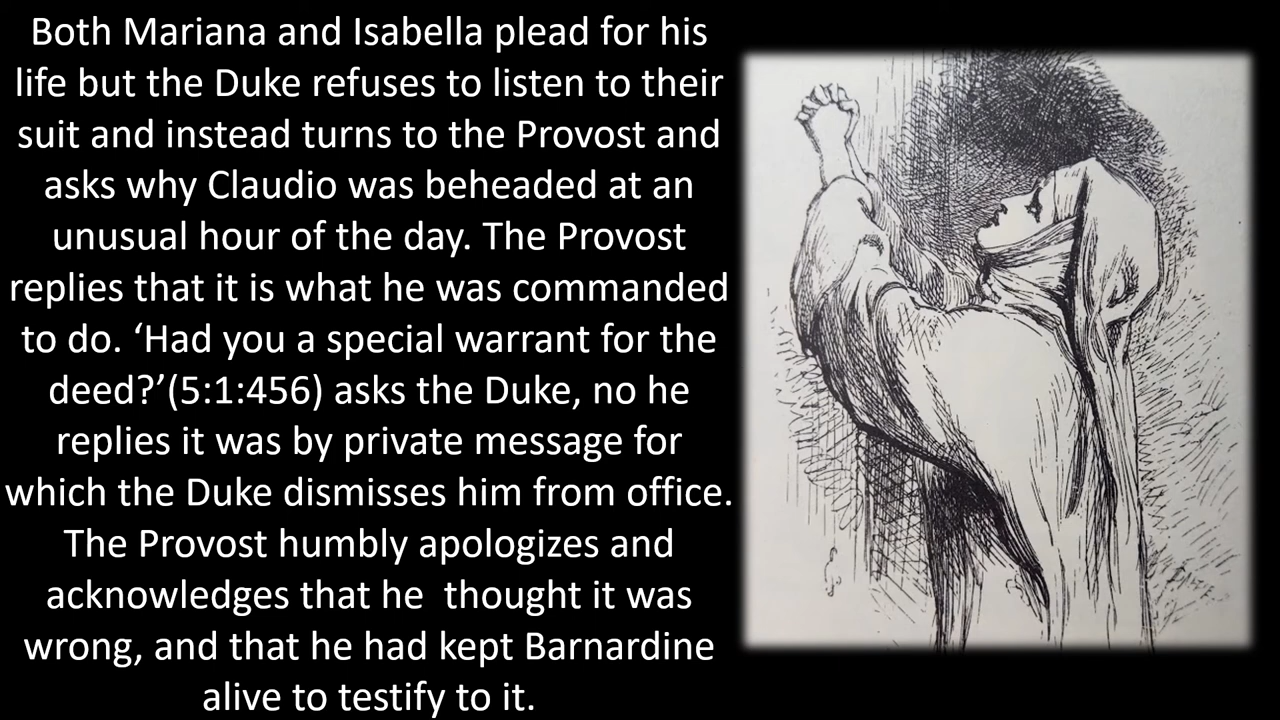 Both Mariana and Isabella plead for his
life but the Duke refuses to listen to their
suit and instead turns to the Provost and
asks why Claudio was beheaded at an
unusual hour of the day. The Provost
replies that it is what he was commanded
to do. ‘Had you a special warrant for the
deed?’(5:1:456) asks the Duke, no he
replies it was by private message for
which the Duke dismisses him from office.
The Provost humbly apologizes and
acknowledges that he  thought it was
wrong, and that he had kept Barnardine
alive to testify to it.